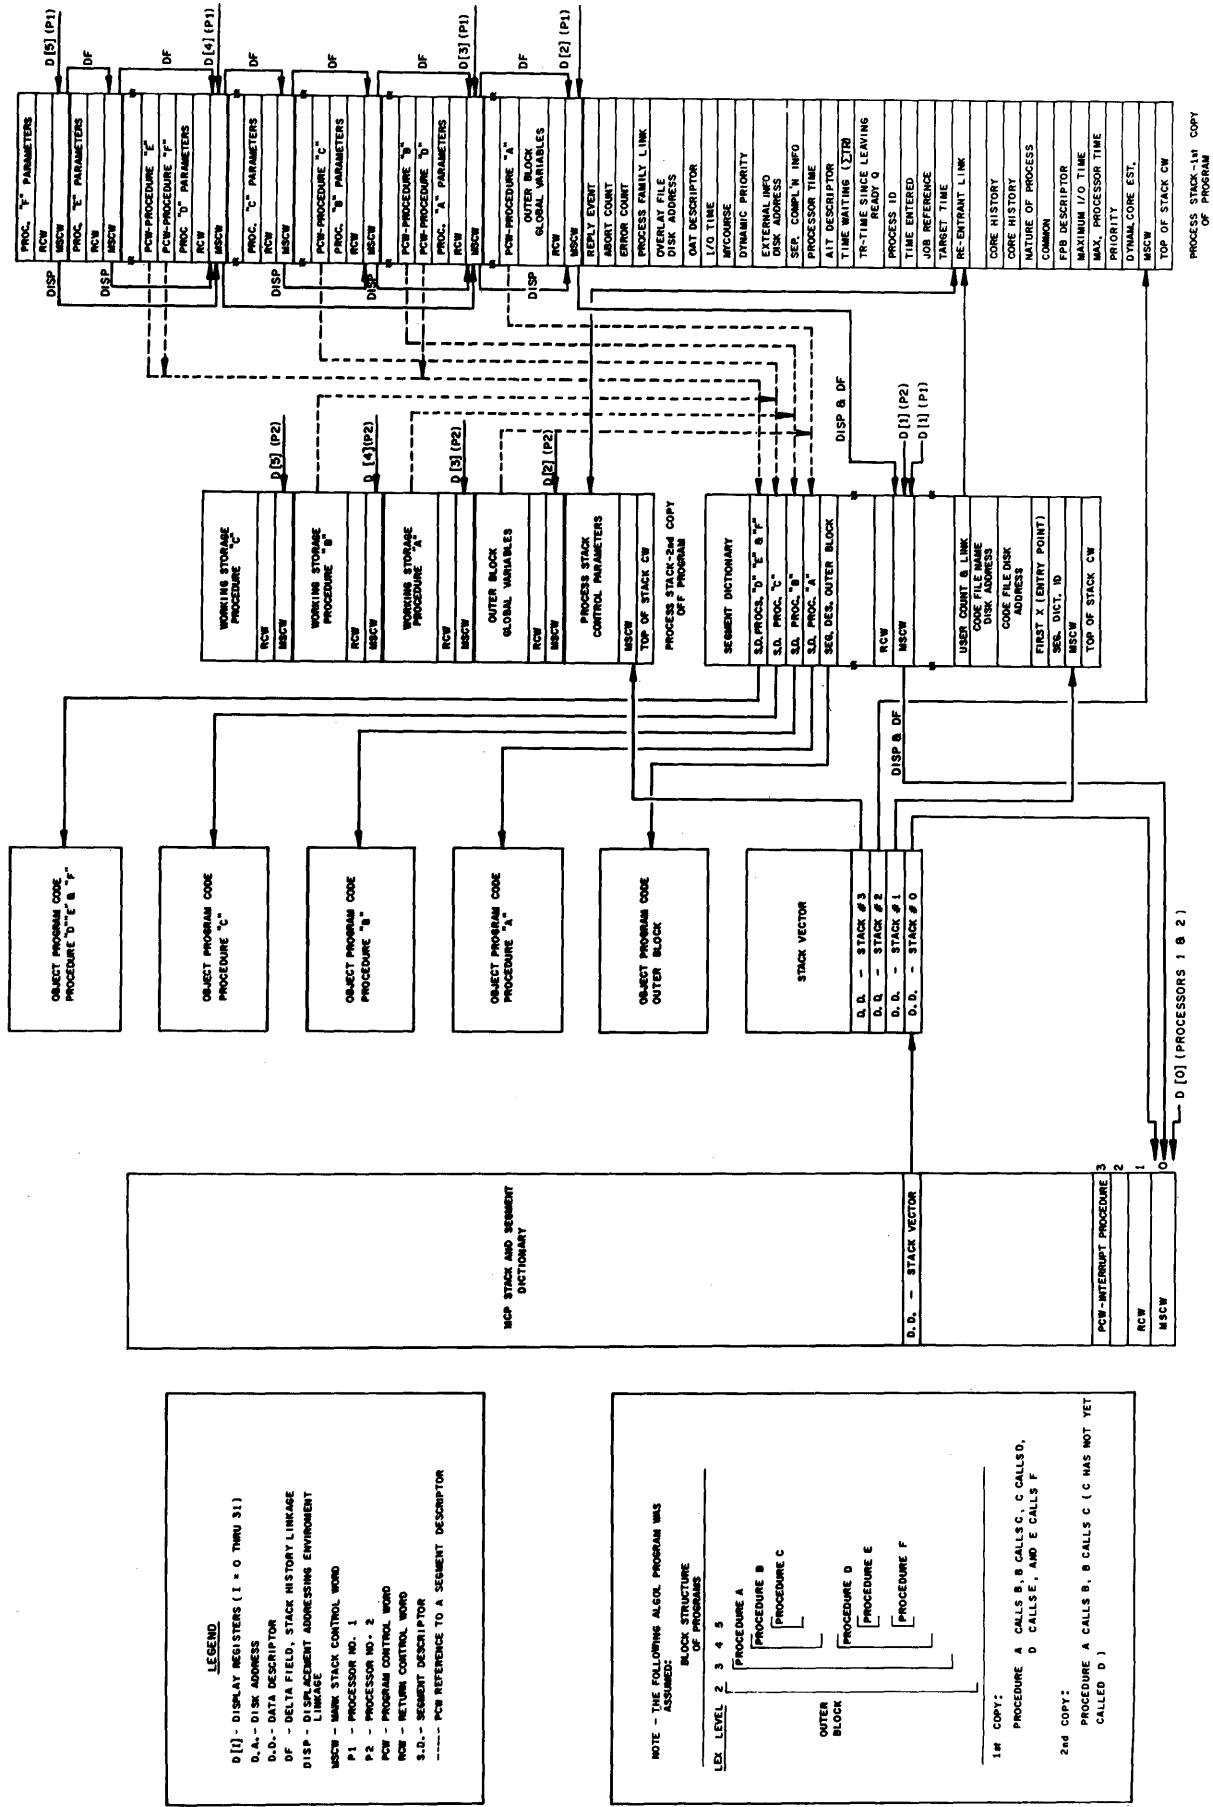 LEGEND
D[I] - DISPLAY REGISTERS ( I = 0 THRU 31)
D.A. - DISK ADDRESS
D.D. - DATA DESCRIPTOR
DF - DELTA FIELD, STACK HISTORY LINKAGE
DISP - DISPLACEMENT ADDRESSING ENVIROMENT
LINKAGE
MSCW - MARK STACK CONTROL WORD
P1 - PROCESSOR NO. 1
P2 - PROCESSOR NO. 2
PCW - PROGRAM CONTROL WORD
RCW - RETURN CONTROL WORD
S.D. - SEGMENT DESCRIPTOR
----- PCW REFERENCE TO A SEGMENT DESCRIPTOR
NOTE - THE FOLLOWING ALGOL PROGRAM WAS
ASSUMED:
BLOCK STRUCTURE
OF PROGRAMS
LEX LEVEL 2 3 4 5
PROCEDURE A
PROCEDURE B
PROCEDURE C
PROCEDURE D
PROCEDURE E
PROCEDURE F
OUTER
BLOCK
1st COPY:
PROCEDURE A CALLS B, B CALLS C, C CALLS D,
D CALLS E, AND E CALLS F
2nd COPY:
PROCEDURE A CALLS B, B CALLS C ( C HAS NOT YET
CALLED D )
MCP STACK AND SEGMENT
DICTIONARY
D.D. - STACK VECTOR
PCW-INTERRUPT PROCEDURE 3
2
RCW 1
MSCW 0
D [0] (PROCESSORS 1 & 2)
OBJECT PROGRAM CODE
PROCEDURE "D" "E" & "F"
OBJECT PROGRAM CODE
PROCEDURE "C"
OBJECT PROGRAM CODE
PROCEDURE "B"
OBJECT PROGRAM CODE
PROCEDURE "A"
OBJECT PROGRAM CODE
OUTER BLOCK
STACK VECTOR
D. D. - STACK # 3
D. D. - STACK # 2
D. D. - STACK # 1
D. D. - STACK # 0
WORKING STORAGE
PROCEDURE "C"
RCW
MSCW
D [5] (P2)
WORKING STORAGE
PROCEDURE "B"
RCW
MSCW
D [4] (P2)
WORKING STORAGE
PROCEDURE "A"
RCW
MSCW
D [3] (P2)
OUTER BLOCK
GLOBAL VARIABLES
RCW
MSCW
D[2] (P2)
PROCESS STACK
CONTROL PARAMETERS
MSCW
TOP OF STACK CW
PROCESS STACK-2nd COPY
OFF PROGRAM
SEGMENT DICTIONARY
S.D. PROCS, "D" "E" & "F"
S.D. PROC, "C"
S.D. PROC, "B"
S.D. PROC, "A"
SEG, DES, OUTER BLOCK
RCW
MSCW
DISP & DF
DISP & DF
D [1] (P2)
D [1] (P1)
USER COUNT & LINK
CODE FILE NAME
DISK ADDRESS
CODE FILE DISK
ADDRESS
FIRST X (ENTRY POINT)
SEG, DICT, ID
MSCW
TOP OF STACK CW
PROC, "F" PARAMETERS
RCW
MSCW
D [5] (P1)
PROC, "E" PARAMETERS
RCW
MSCW
DF
PCW-PROCEDURE "E"
PCW-PROCEDURE "F"
PROC "D" PARAMETERS
RCW
MSCW
DF
D [4] (P1)
PROC, "C" PARAMETERS
RCW
MSCW
DF
PCW-PROCEDURE "C"
PROC, "B" PARAMETERS
RCW
MSCW
DF
PCW-PROCEDURE "B"
PCW-PROCEDURE "D"
PROC, "A" PARAMETERS
RCW
MSCW
DF
D [3] (P1)
PCW-PROCEDURE "A"
OUTER BLOCK
GLOBAL VARIABLES
RCW
MSCW
DF
D [2] (P1)
DISP
DISP
DISP
DISP
DISP
REPLY EVENT
ABORT COUNT
ERROR COUNT
PROCESS FAMILY LINK
OVERLAY FILE
DISK ADDRESS
OAT DESCRIPTOR
I/O TIME
MYCOURSE
DYNAMIC PRIORITY
EXTERNAL INFO
DISK ADDRESS
SEP, COMPL'N INFO
PROCESSOR TIME
AIT DESCRIPTOR
TIME WAITING (ΣTR)
TR-TIME SINCE LEAVING
READY Q
PROCESS ID
TIME ENTERED
JOB REFERENCE
TARGET TIME
RE-ENTRANT LINK
CORE HISTORY
CORE HISTORY
NATURE OF PROCESS
COMMON
FPB DESCRIPTOR
MAXIMUM I/O TIME
MAX, PROCESSOR TIME
PRIORITY
DYNAM, CORE EST,
MSCW
TOP OF STACK CW
PROCESS STACK-1st COPY
OF PROGRAM